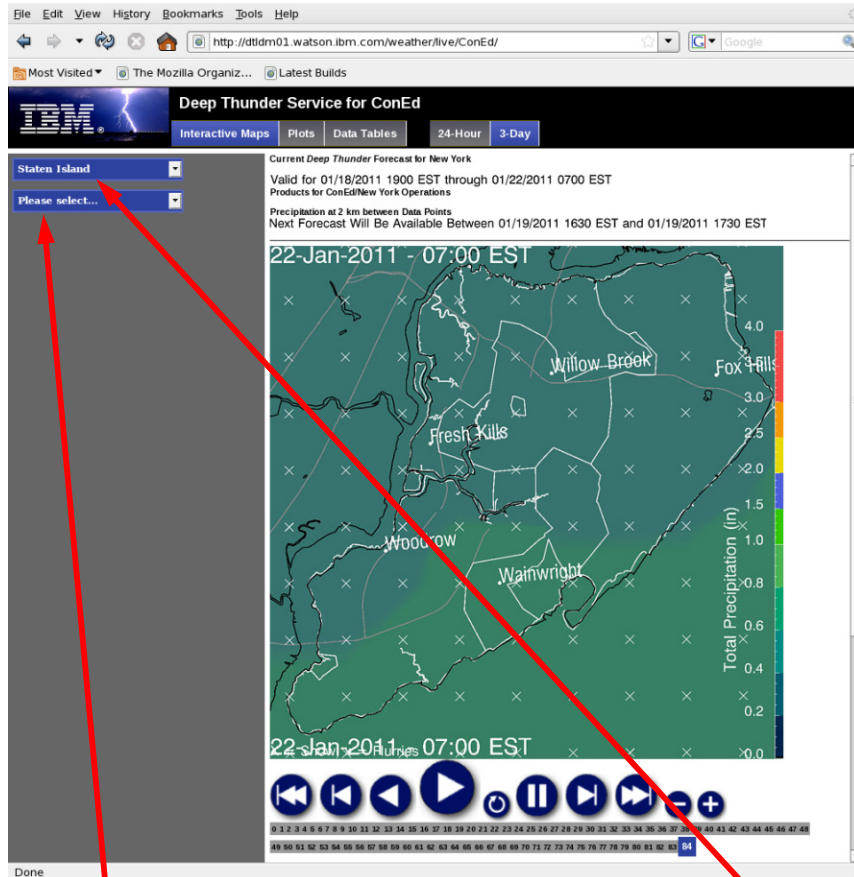 File Edit View History Bookmarks Tools Help
http://dtldm01.watson.ibm.com/weather/live/ConEd/
Google
Most Visited The Mozilla Organiz... Latest Builds
IBM®
Deep Thunder Service for ConEd
Interactive Maps Plots Data Tables 24-Hour 3-Day
Staten Island
Please select...
Current Deep Thunder Forecast for New York
Valid for 01/18/2011 1900 EST through 01/22/2011 0700 EST
Products for ConEd/New York Operations
Precipitation at 2 km between Data Points
Next Forecast Will Be Available Between 01/19/2011 1630 EST and 01/19/2011 1730 EST
22-Jan-2011 - 07:00 EST
4.0
Willow Brook
Fox Hills
3.5
3.0
Fresh Kills
2.5
2.0
1.5
Woodrow
1.0
Wainwright
0.8
Total Precipitation (in)
0.6
0.4
0.2
22-Jan-2011 - 07:00 EST
Flurries
0.0
0 1 2 3 4 5 6 7 8 9 10 11 12 13 14 15 16 17 18 19 20 21 22 23 24 25 26 27 28 29 30 31 32 33 34 35 36 37 38 39 40 41 42 43 44 45 46 47 48
49 50 51 52 53 54 55 56 57 58 59 60 61 62 63 64 65 66 67 68 69 70 71 72 73 74 75 76 77 78 79 80 81 82 83 84
Done